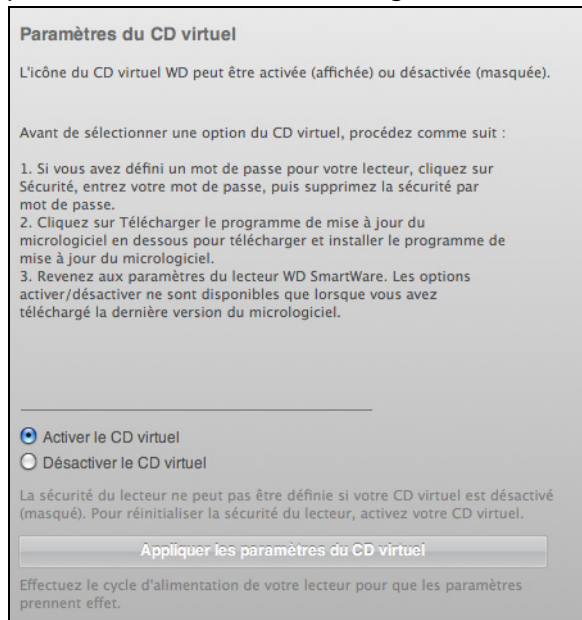 Paramètres du CD virtuel
L'icône du CD virtuel WD peut être activée (affichée) ou désactivée (masquée).
Avant de sélectionner une option du CD virtuel, procédez comme suit :
1. Si vous avez défini un mot de passe pour votre lecteur, cliquez sur
Sécurité, entrez votre mot de passe, puis supprimez la sécurité par
mot de passe.
2. Cliquez sur Télécharger le programme de mise à jour du
micrologiciel en dessous pour télécharger et installer le programme de
mise à jour du micrologiciel.
3. Revenez aux paramètres du lecteur WD SmartWare. Les options
activer/désactiver ne sont disponibles que lorsque vous avez
téléchargé la dernière version du micrologiciel.
Activer le CD virtuel
Désactiver le CD virtuel
La sécurité du lecteur ne peut pas être définie si votre CD virtuel est désactivé
(masqué). Pour réinitialiser la sécurité du lecteur, activez votre CD virtuel.
Appliquer les paramètres du CD virtuel
Effectuez le cycle d'alimentation de votre lecteur pour que les paramètres
prennent effet.